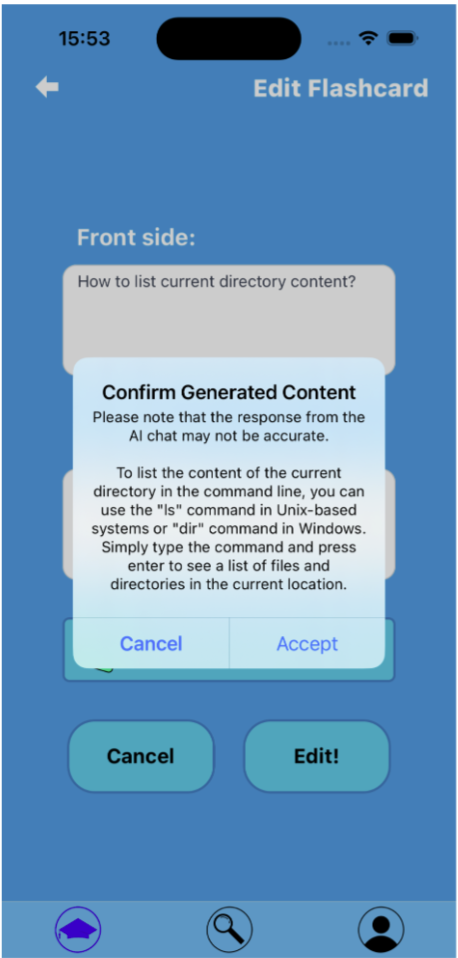 15:53
Edit Flashcard
Front side:
How to list current directory content?
Confirm Generated Content
Please note that the response from the
AI chat may not be accurate.
To list the content of the current
directory in the command line, you can
use the "ls" command in Unix-based
systems or "dir" command in Windows.
Simply type the command and press
enter to see a list of files and
directories in the current location.
Cancel Accept
Cancel Edit!